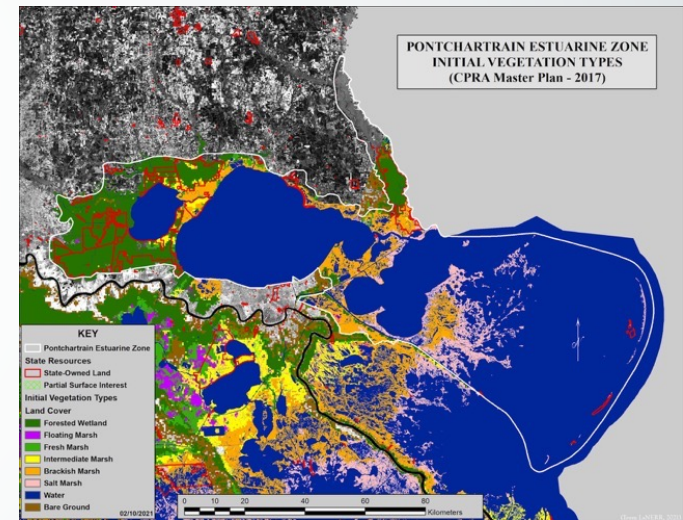 PONTCHARTRAIN ESTUARINE ZONE
INITIAL VEGETATION TYPES
(CPRA Master Plan - 2017)
KEY
Pontchartrain Estuarine Zone
State Resources
State-Owned Land
Partial Surface Interest
Initial Vegetation Types
Land Cover
Forested Wetland
Floating Marsh
Fresh Marsh
Intermediate Marsh
Brackish Marsh
Salt Marsh
Water
Bare Ground
02/10/2021
0 5 10 20 40 60 80
Kilometers